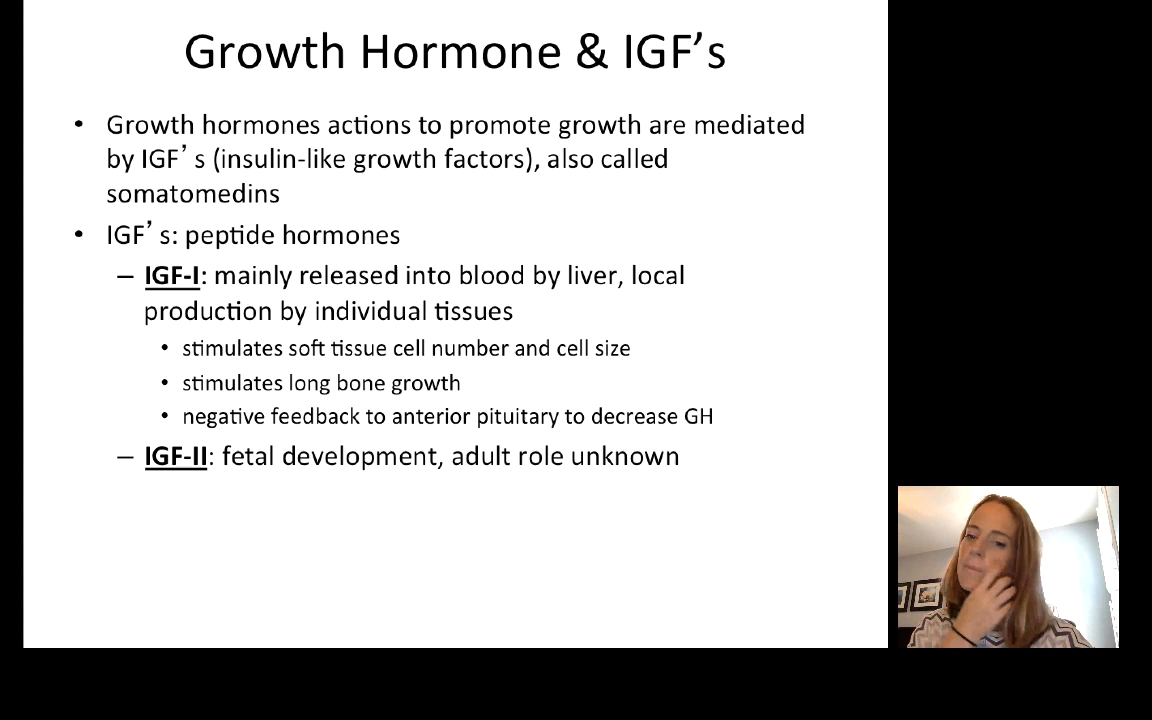 Growth Hormone & IGF’s
• Growth hormones actions to promote growth are mediated
by IGF’s (insulin-like growth factors), also called
somatomedins
• IGF’s: peptide hormones
– IGF-I: mainly released into blood by liver, local
production by individual tissues
• stimulates soft tissue cell number and cell size
• stimulates long bone growth
• negative feedback to anterior pituitary to decrease GH
– IGF-II: fetal development, adult role unknown